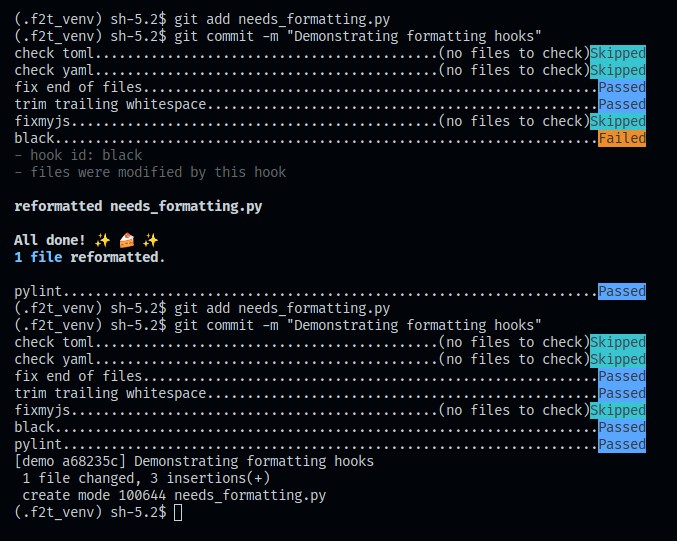 (.f2t_venv) sh-5.2$ git add needs_formatting.py
(.f2t_venv) sh-5.2$ git commit -m "Demonstrating formatting hooks"
check toml...........................................(no files to check)Skipped
check yaml...........................................(no files to check)Skipped
fix end of files.........................................................Passed
trim trailing whitespace.................................................Passed
fixmyjs..............................................(no files to check)Skipped
black....................................................................Failed
- hook id: black
- files were modified by this hook
reformatted needs_formatting.py
All done! ✨ 🍰 ✨
1 file reformatted.
pylint...................................................................Passed
(.f2t_venv) sh-5.2$ git add needs_formatting.py
(.f2t_venv) sh-5.2$ git commit -m "Demonstrating formatting hooks"
check toml...........................................(no files to check)Skipped
check yaml...........................................(no files to check)Skipped
fix end of files.........................................................Passed
trim trailing whitespace.................................................Passed
fixmyjs..............................................(no files to check)Skipped
black....................................................................Passed
pylint...................................................................Passed
[demo a68235c] Demonstrating formatting hooks
 1 file changed, 3 insertions(+)
 create mode 100644 needs_formatting.py
(.f2t_venv) sh-5.2$